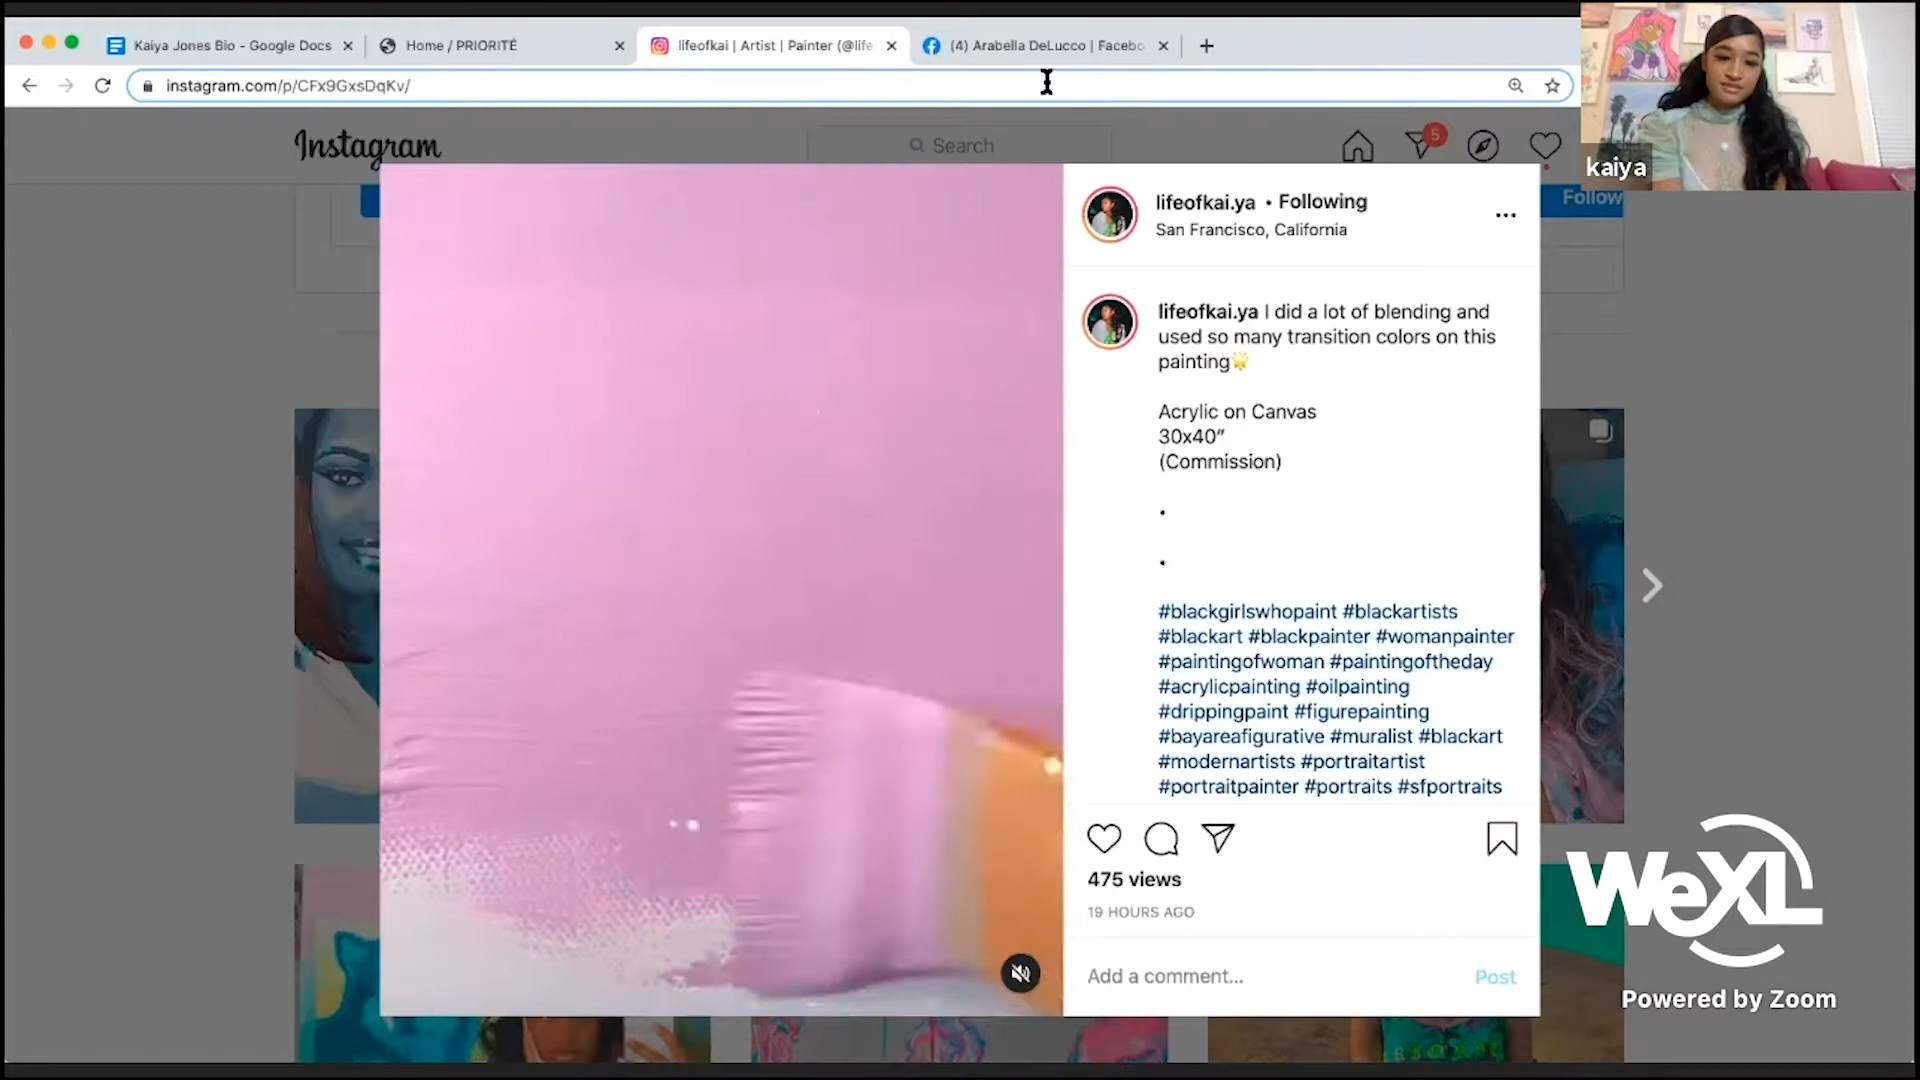 Kaiya Jones Bio - Google Docs
Home / PRIORITÉ
lifeofkai | Artist | Painter (@life
(4) Arabella DeLucco | Facebo
instagram.com/p/CFx9GxsDqKv/
kaiya
Instagram
Search
5
Follow
lifeofkai.ya • Following
San Francisco, California
lifeofkai.ya I did a lot of blending and
used so many transition colors on this
painting🌟
Acrylic on Canvas
30x40”
(Commission)
.
.
#blackgirlswhopaint #blackartists
#blackart #blackpainter #womanpainter
#paintingofwoman #paintingoftheday
#acrylicpainting #oilpainting
#drippingpaint #figurepainting
#bayareafigurative #muralist #blackart
#modernartists #portraitartist
#portraitpainter #portraits #sfportraits
475 views
19 HOURS AGO
Add a comment... Post
WeXL
Powered by Zoom